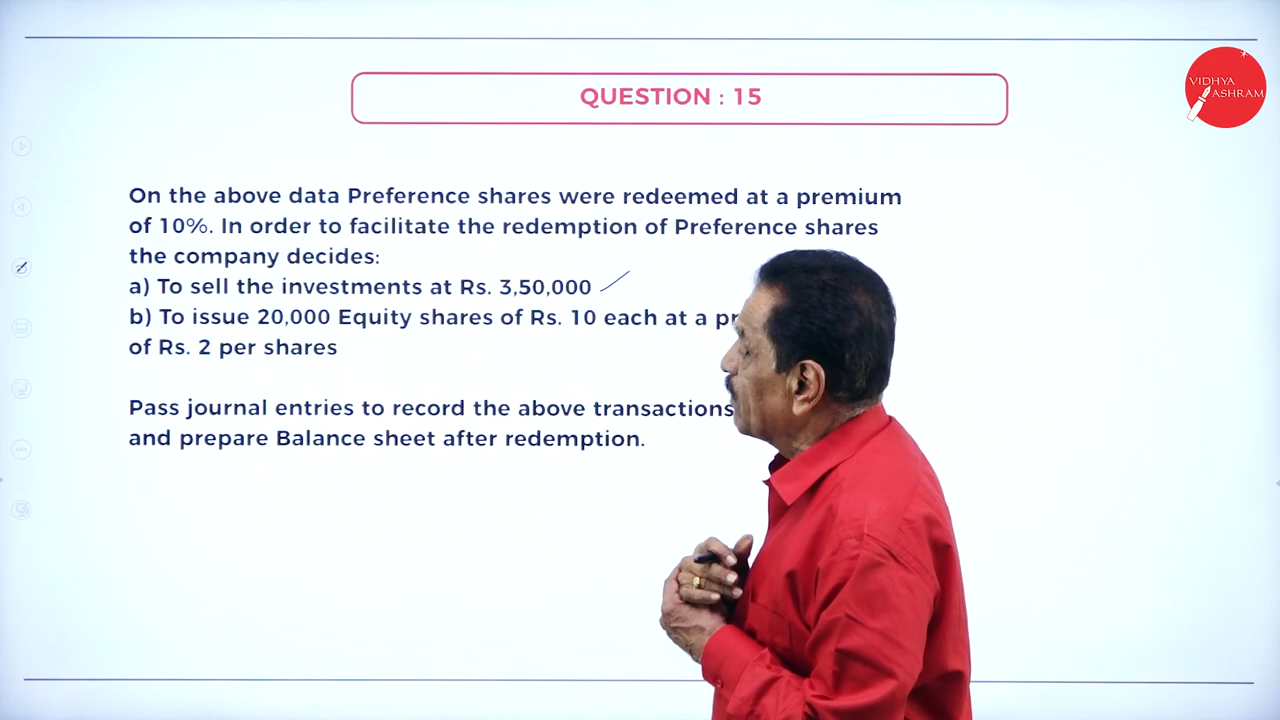 QUESTION : 15
VIDHYA
ASHRAM
On the above data Preference shares were redeemed at a premium
of 10%. In order to facilitate the redemption of Preference shares
the company decides:
a) To sell the investments at Rs. 3,50,000
b) To issue 20,000 Equity shares of Rs. 10 each at a
of Rs. 2 per shares
Pass journal entries to record the above transactions
and prepare Balance sheet after redemption.